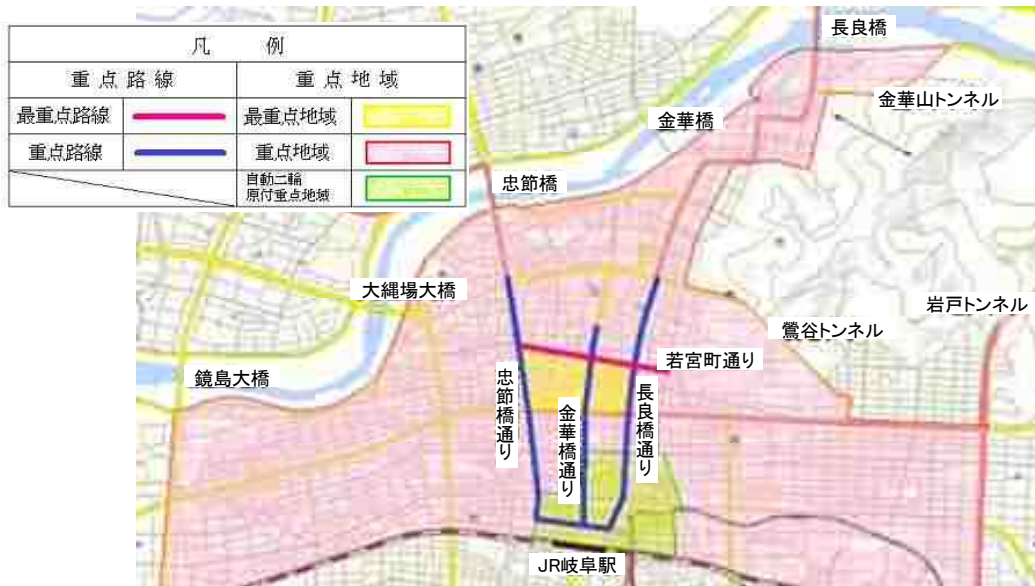 凡 例
重点路線 重点地域
最重点路線 最重点地域
重点路線 重点地域
自動二輪
原付重点地域
長良橋
金華山トンネル
金華橋
忠節橋
大縄場大橋
岩戸トンネル
鶯谷トンネル
若宮町通り
鏡島大橋
忠節橋通り
金華橋通り
長良橋通り
JR岐阜駅